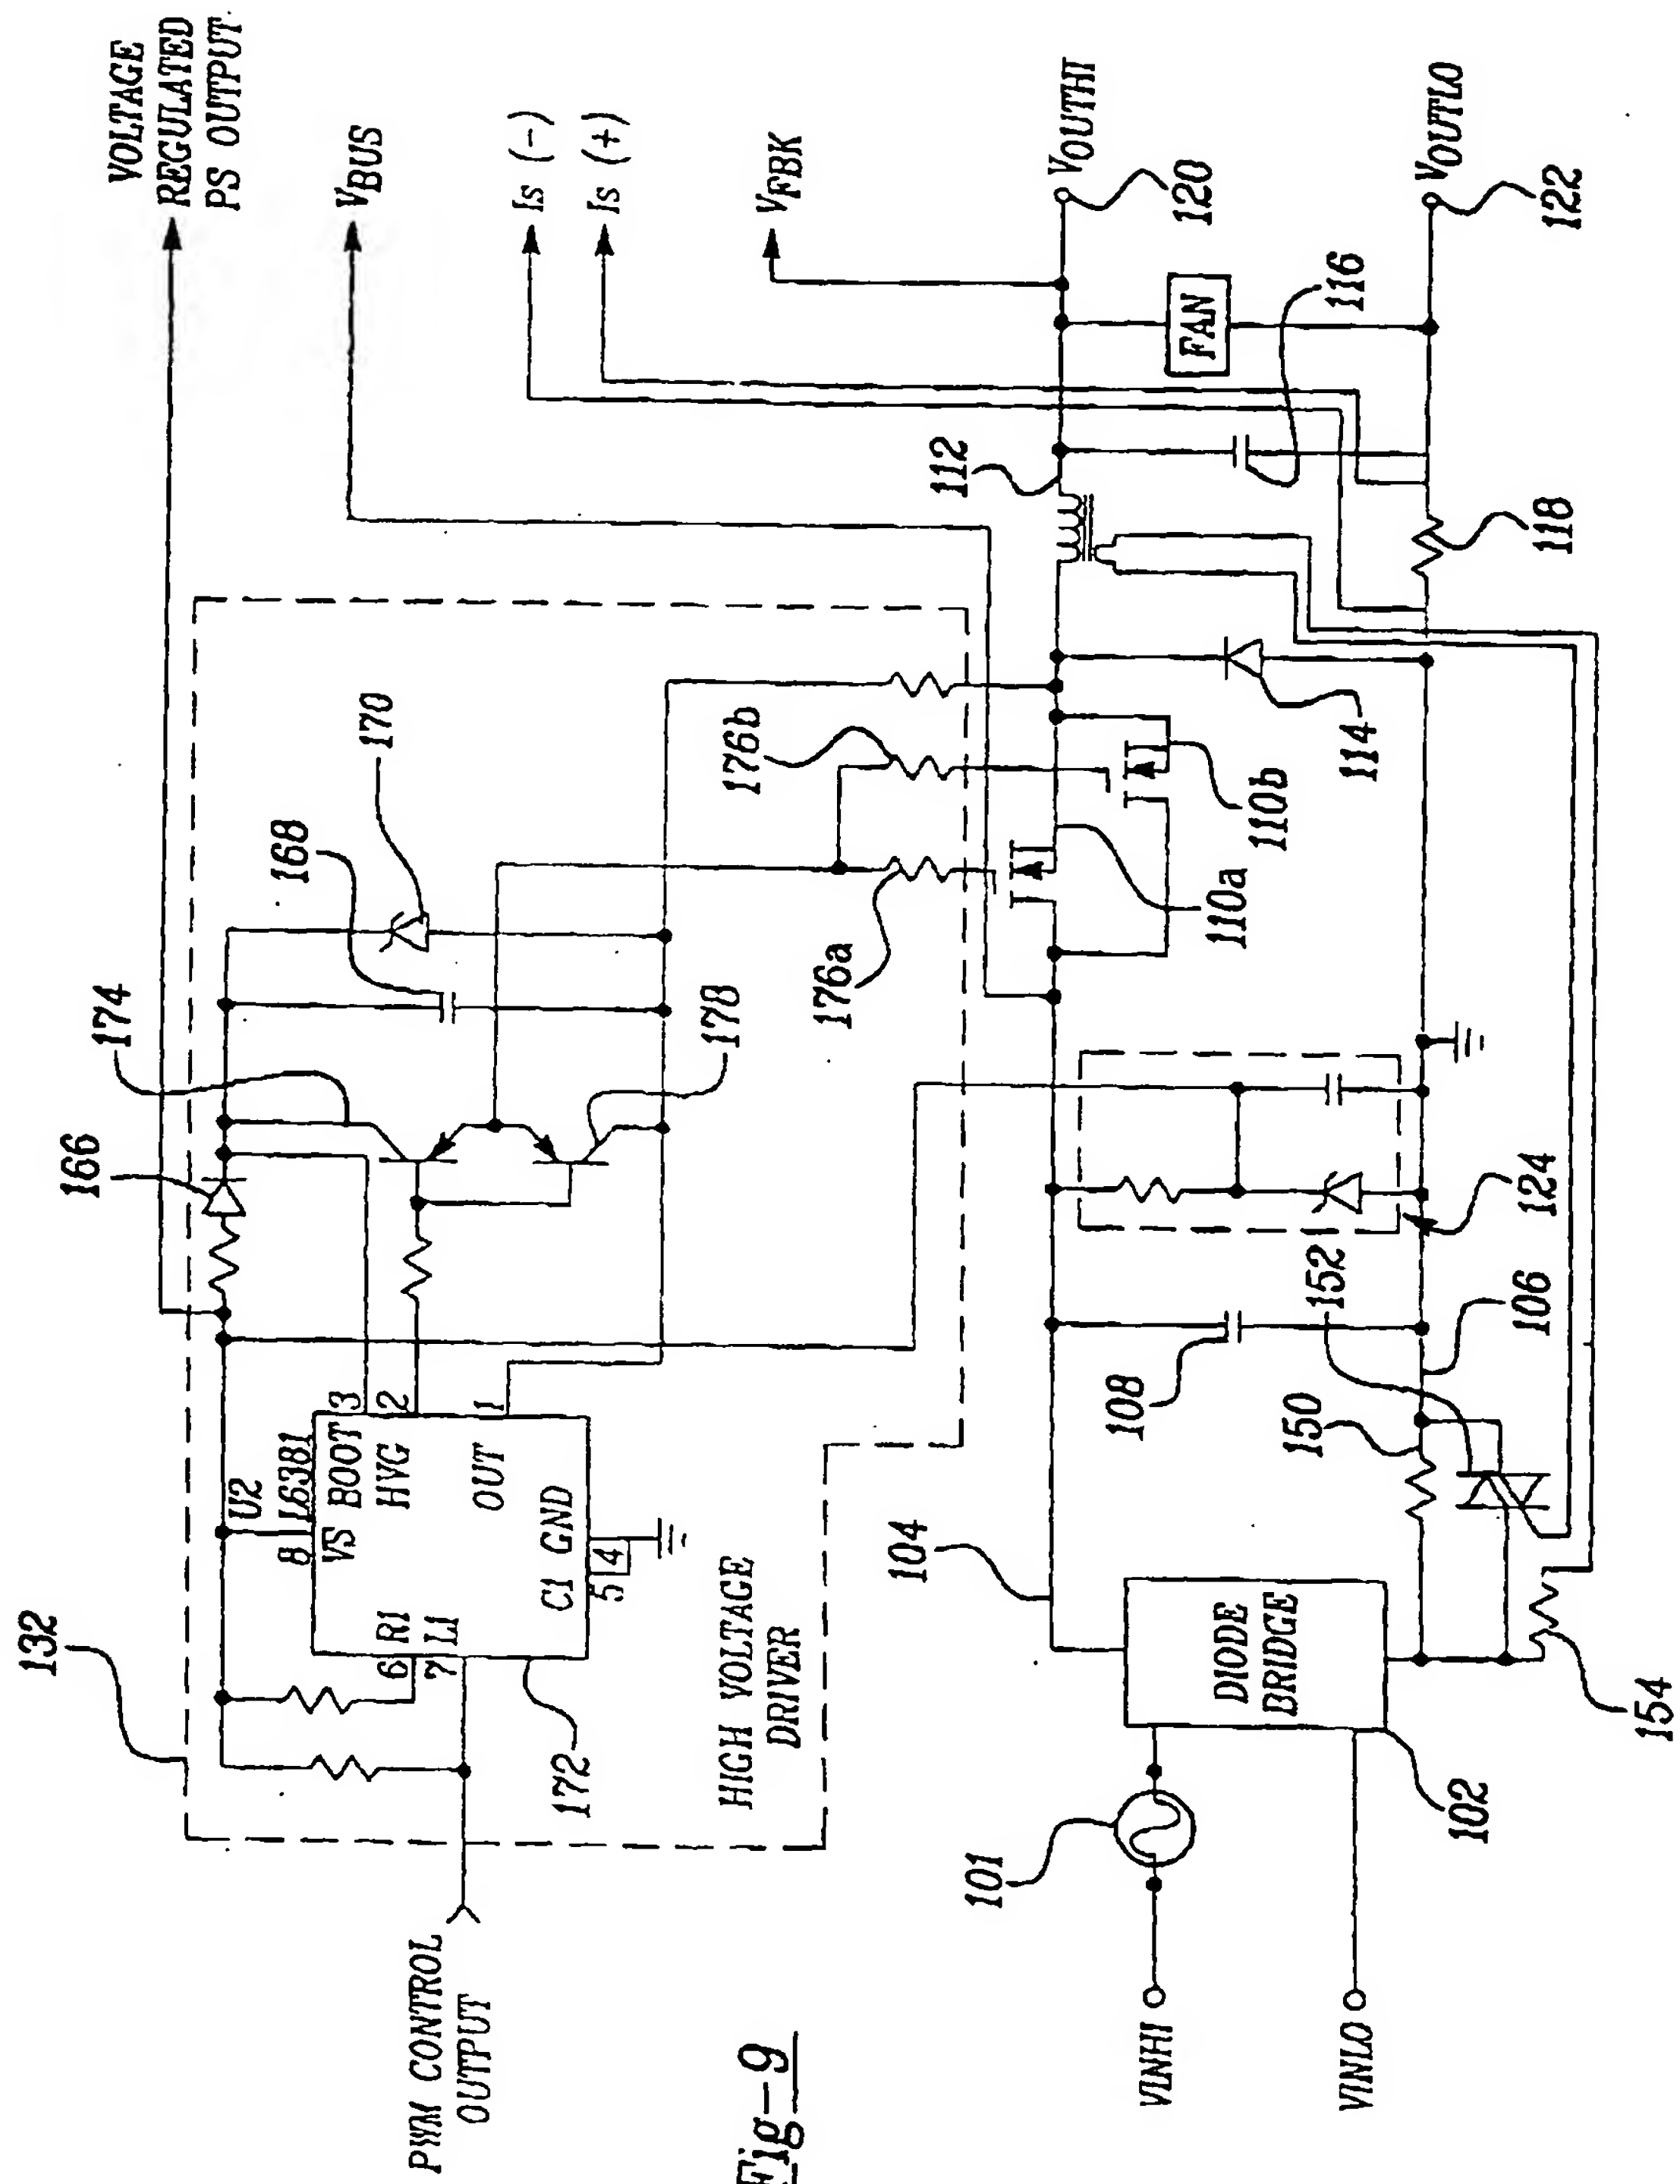 VOLTAGE
REGULATED
PS OUTPUT
VBUS
Is (-)
Is (+)
VFBK
VOUTHI
120
VOUTLO
122
116
FAN
112
118
132
166
174
168
170
178
176a
176b
110a
110b
114
U2
L6381
8
VS
BOOT
3
HVG
2
OUT
1
6
R1
7
L1
C1
GND
5
4
172
HIGH VOLTAGE
DRIVER
PWM CONTROL
OUTPUT
104
108
124
152
106
150
154
DIODE
BRIDGE
102
101
VINHI
VINLO
Fig-9